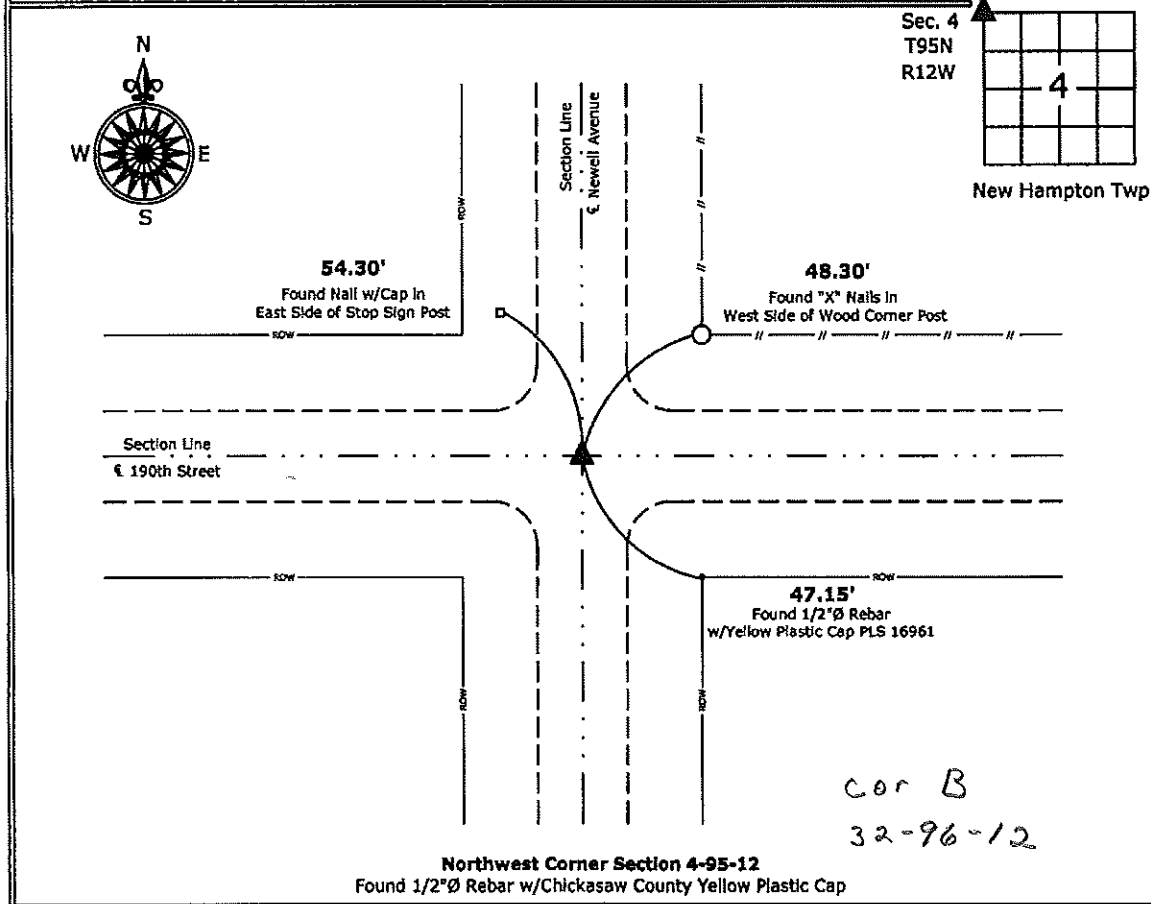 Sec. 4
T95N
R12W
4
New Hampton Twp
N
W
E
S
Section Line
℄ Newell Avenue
ROW
54.30'
Found Nail w/Cap in
East Side of Stop Sign Post
48.30'
Found "X" Nails in
West Side of Wood Corner Post
ROW
Section Line
℄ 190th Street
ROW
ROW
47.15'
Found 1/2"Ø Rebar
w/Yellow Plastic Cap PLS 16961
ROW
ROW
cor B
32-96-12
Northwest Corner Section 4-95-12
Found 1/2"Ø Rebar w/Chickasaw County Yellow Plastic Cap